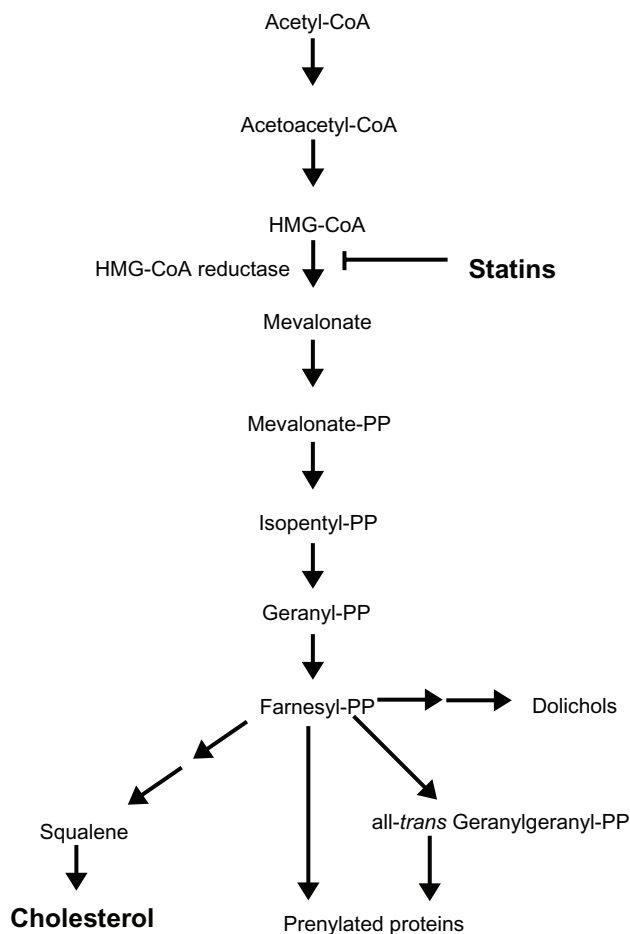 Acetyl-CoA
Acetoacetyl-CoA
HMG-CoA
HMG-CoA reductase
Statins
Mevalonate
Mevalonate-PP
Isopentyl-PP
Geranyl-PP
Farnesyl-PP
Dolichols
Squalene
all-trans Geranylgeranyl-PP
Cholesterol
Prenylated proteins